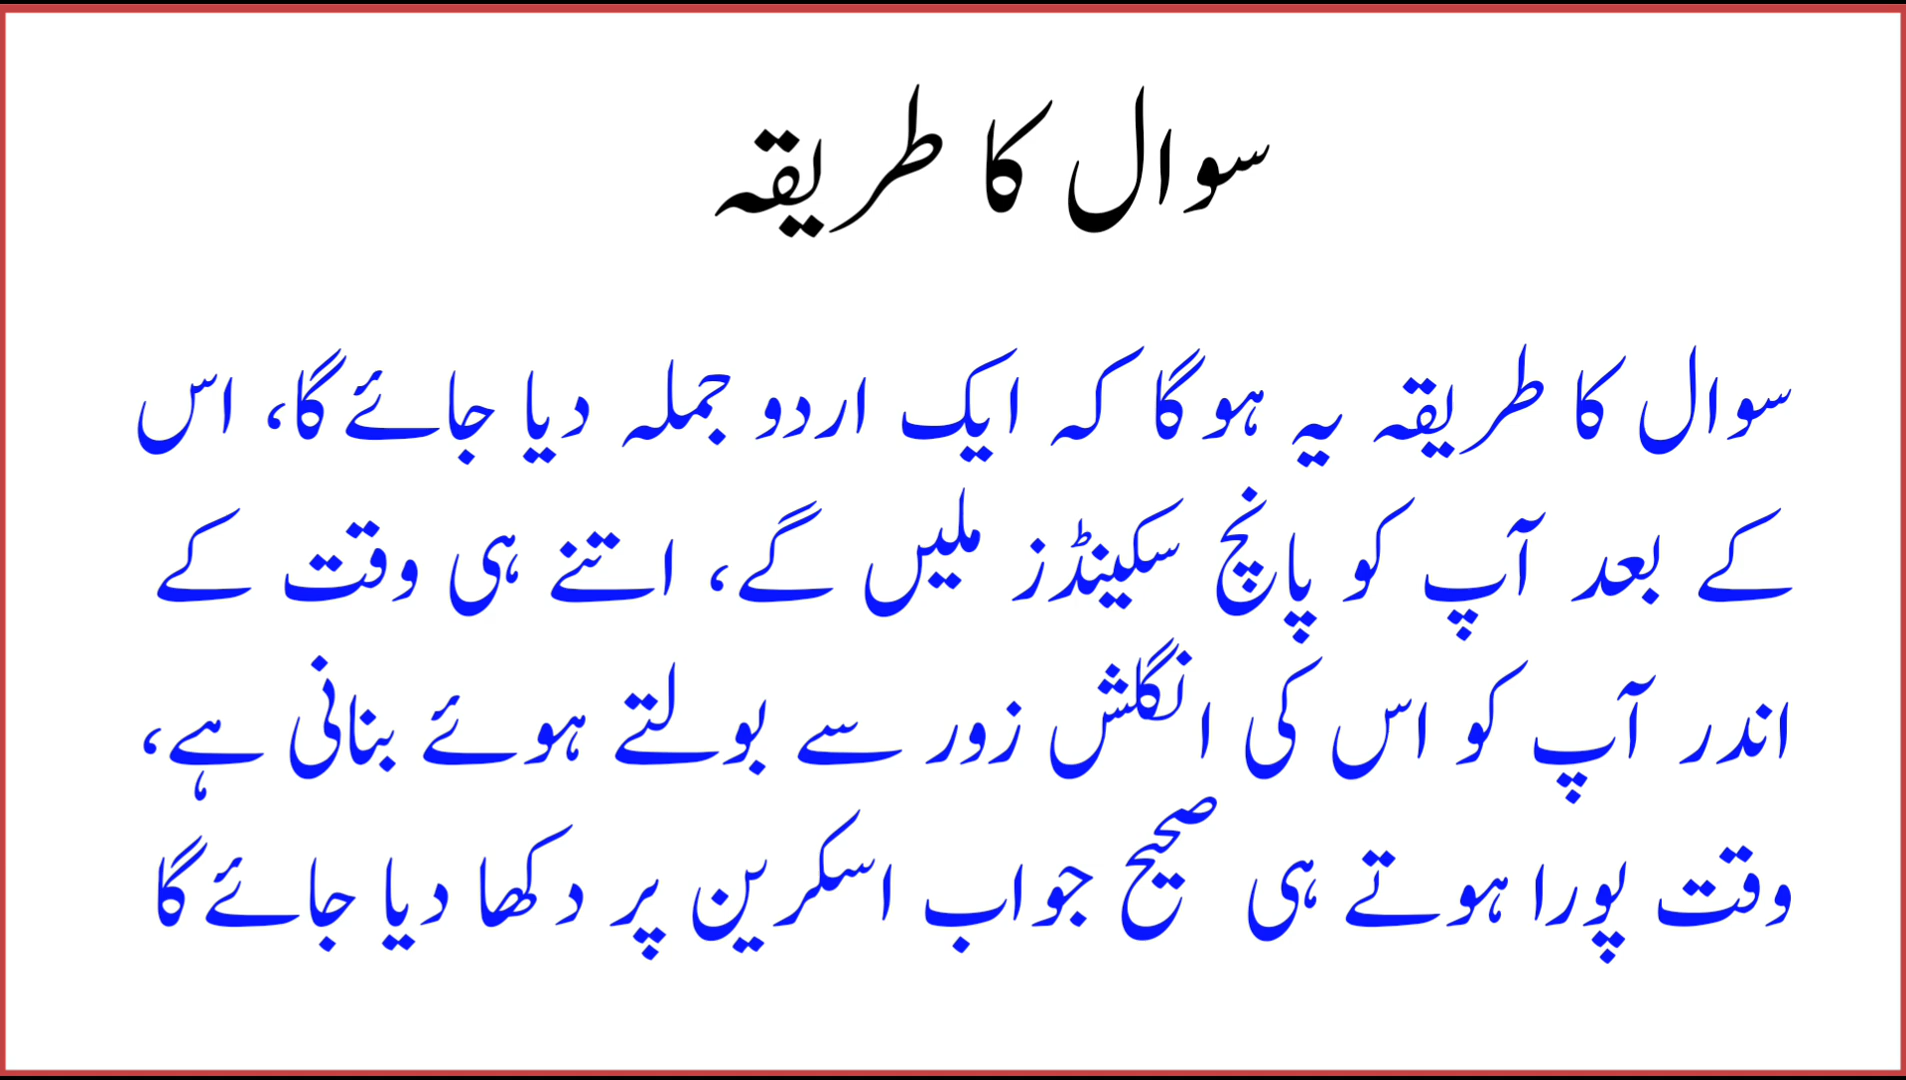 سوال کا طریقہ
سوال کا طریقہ یہ ہوگا کہ ایک اردو جملہ دیا جائے گا، اس
کے بعد آپ کو پانچ سکینڈز ملیں گے، اتنے ہی وقت کے
اندر آپ کو اس کی انگلش زور سے بولتے ہوئے بنانی ہے،
وقت پورا ہوتے ہی صحیح جواب اسکرین پر دکھا دیا جائے گا